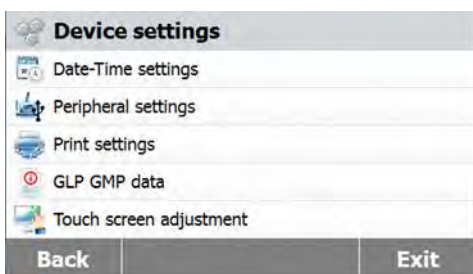 Device settings
Date-Time settings
Peripheral settings
Print settings
GLP GMP data
Touch screen adjustment
Back Exit